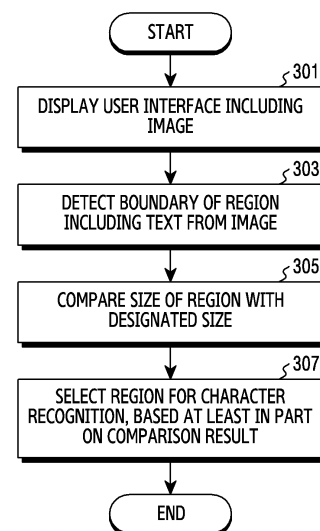 START
301
DISPLAY USER INTERFACE INCLUDING
IMAGE
303
DETECT BOUNDARY OF REGION
INCLUDING TEXT FROM IMAGE
305
COMPARE SIZE OF REGION WITH
DESIGNATED SIZE
307
SELECT REGION FOR CHARACTER
RECOGNITION, BASED AT LEAST IN PART
ON COMPARISON RESULT
END